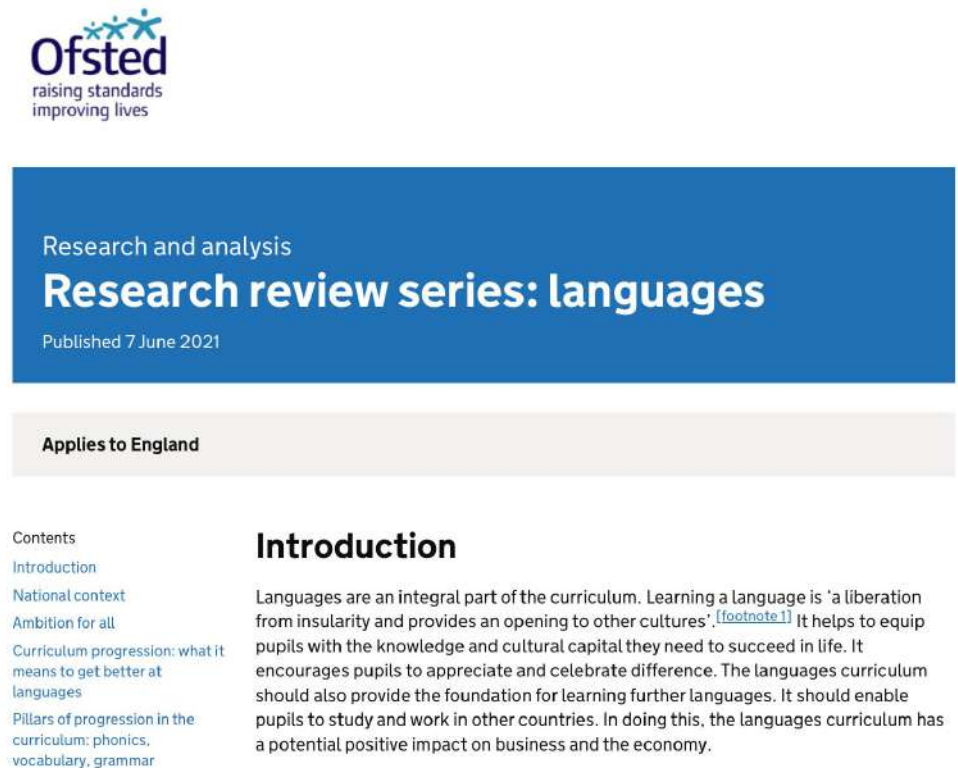 Ofsted
raising standards
improving lives
Research and analysis
Research review series: languages
Published 7 June 2021
Applies to England
Contents
Introduction
National context
Ambition for all
Curriculum progression: what it
means to get better at
languages
Pillars of progression in the
curriculum: phonics,
vocabulary, grammar
Introduction
Languages are an integral part of the curriculum. Learning a language is ‘a liberation
from insularity and provides an opening to other cultures’.[footnote 1] It helps to equip
pupils with the knowledge and cultural capital they need to succeed in life. It
encourages pupils to appreciate and celebrate difference. The languages curriculum
should also provide the foundation for learning further languages. It should enable
pupils to study and work in other countries. In doing this, the languages curriculum has
a potential positive impact on business and the economy.